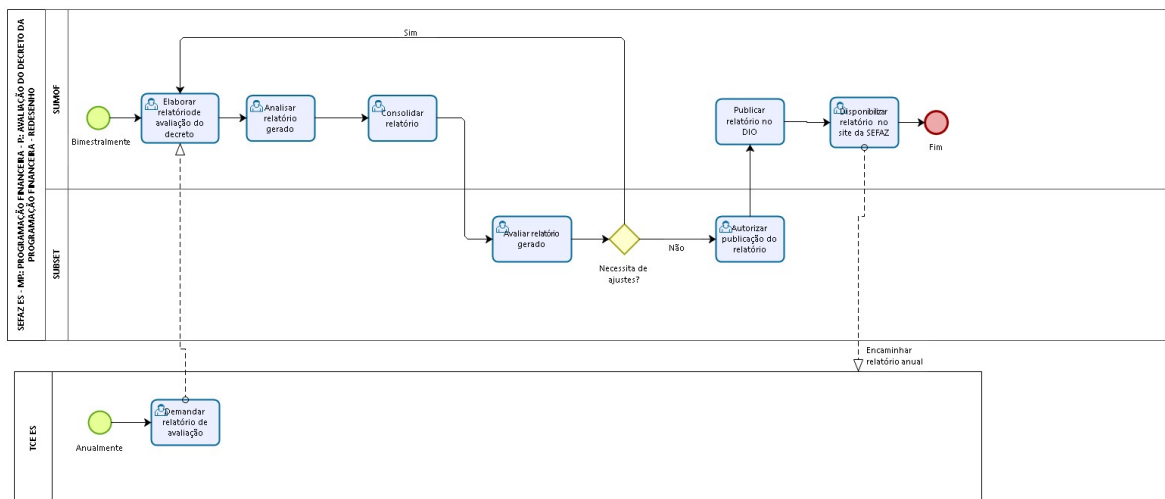 SEFAZ ES - MP.: PROGRAMAÇÃO FINANCEIRA - P.: AVALIAÇÃO DO DECRETO DA
PROGRAMAÇÃO FINANCEIRA - REDESENHO
SUMOF
Sim
Bimestralmente
Elaborar
relatório de
avaliação do
decreto
Analisar
relatório
gerado
Consolidar
relatório
Publicar
relatório no
DIO
Disponibilizar
relatório no
site da SEFAZ
Fim
SUBSET
Avaliar relatório
gerado
Necessita de
ajustes?
Não
Autorizar
publicação do
relatório
Encaminhar
relatório anual
TCE ES
Anualmente
Demandar
relatório de
avaliação